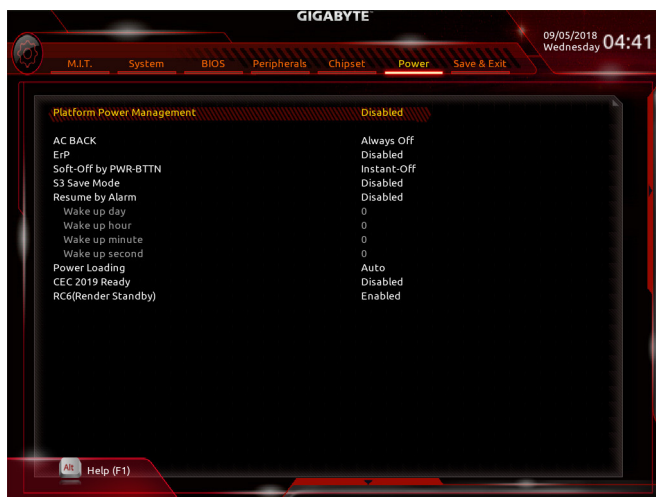 GIGABYTE
09/05/2018
Wednesday 04:41
M.I.T. System BIOS Peripherals Chipset Power Save & Exit
Platform Power Management Disabled
AC BACK Always Off
ErP Disabled
Soft-Off by PWR-BTTN Instant-Off
S3 Save Mode Disabled
Resume by Alarm Disabled
Wake up day 0
Wake up hour 0
Wake up minute 0
Wake up second 0
Power Loading Auto
CEC 2019 Ready Disabled
RC6(Render Standby) Enabled
Alt Help (F1)